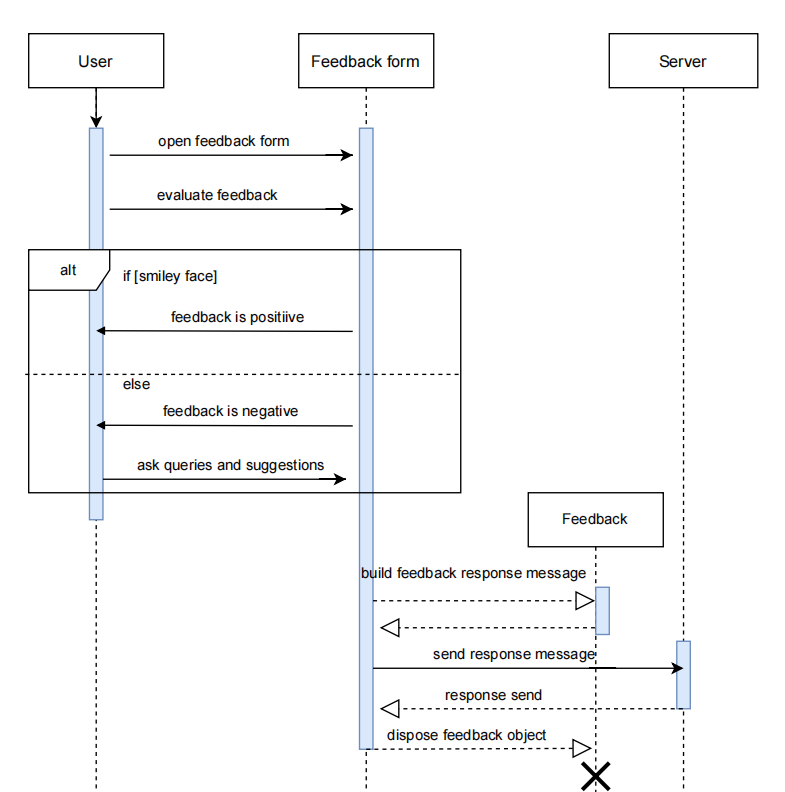 User
Feedback form
Server
open feedback form
evaluate feedback
alt
if [smiley face]
feedback is positiive
else
feedback is negative
ask queries and suggestions
Feedback
build feedback response message
send response message
response send
dispose feedback object